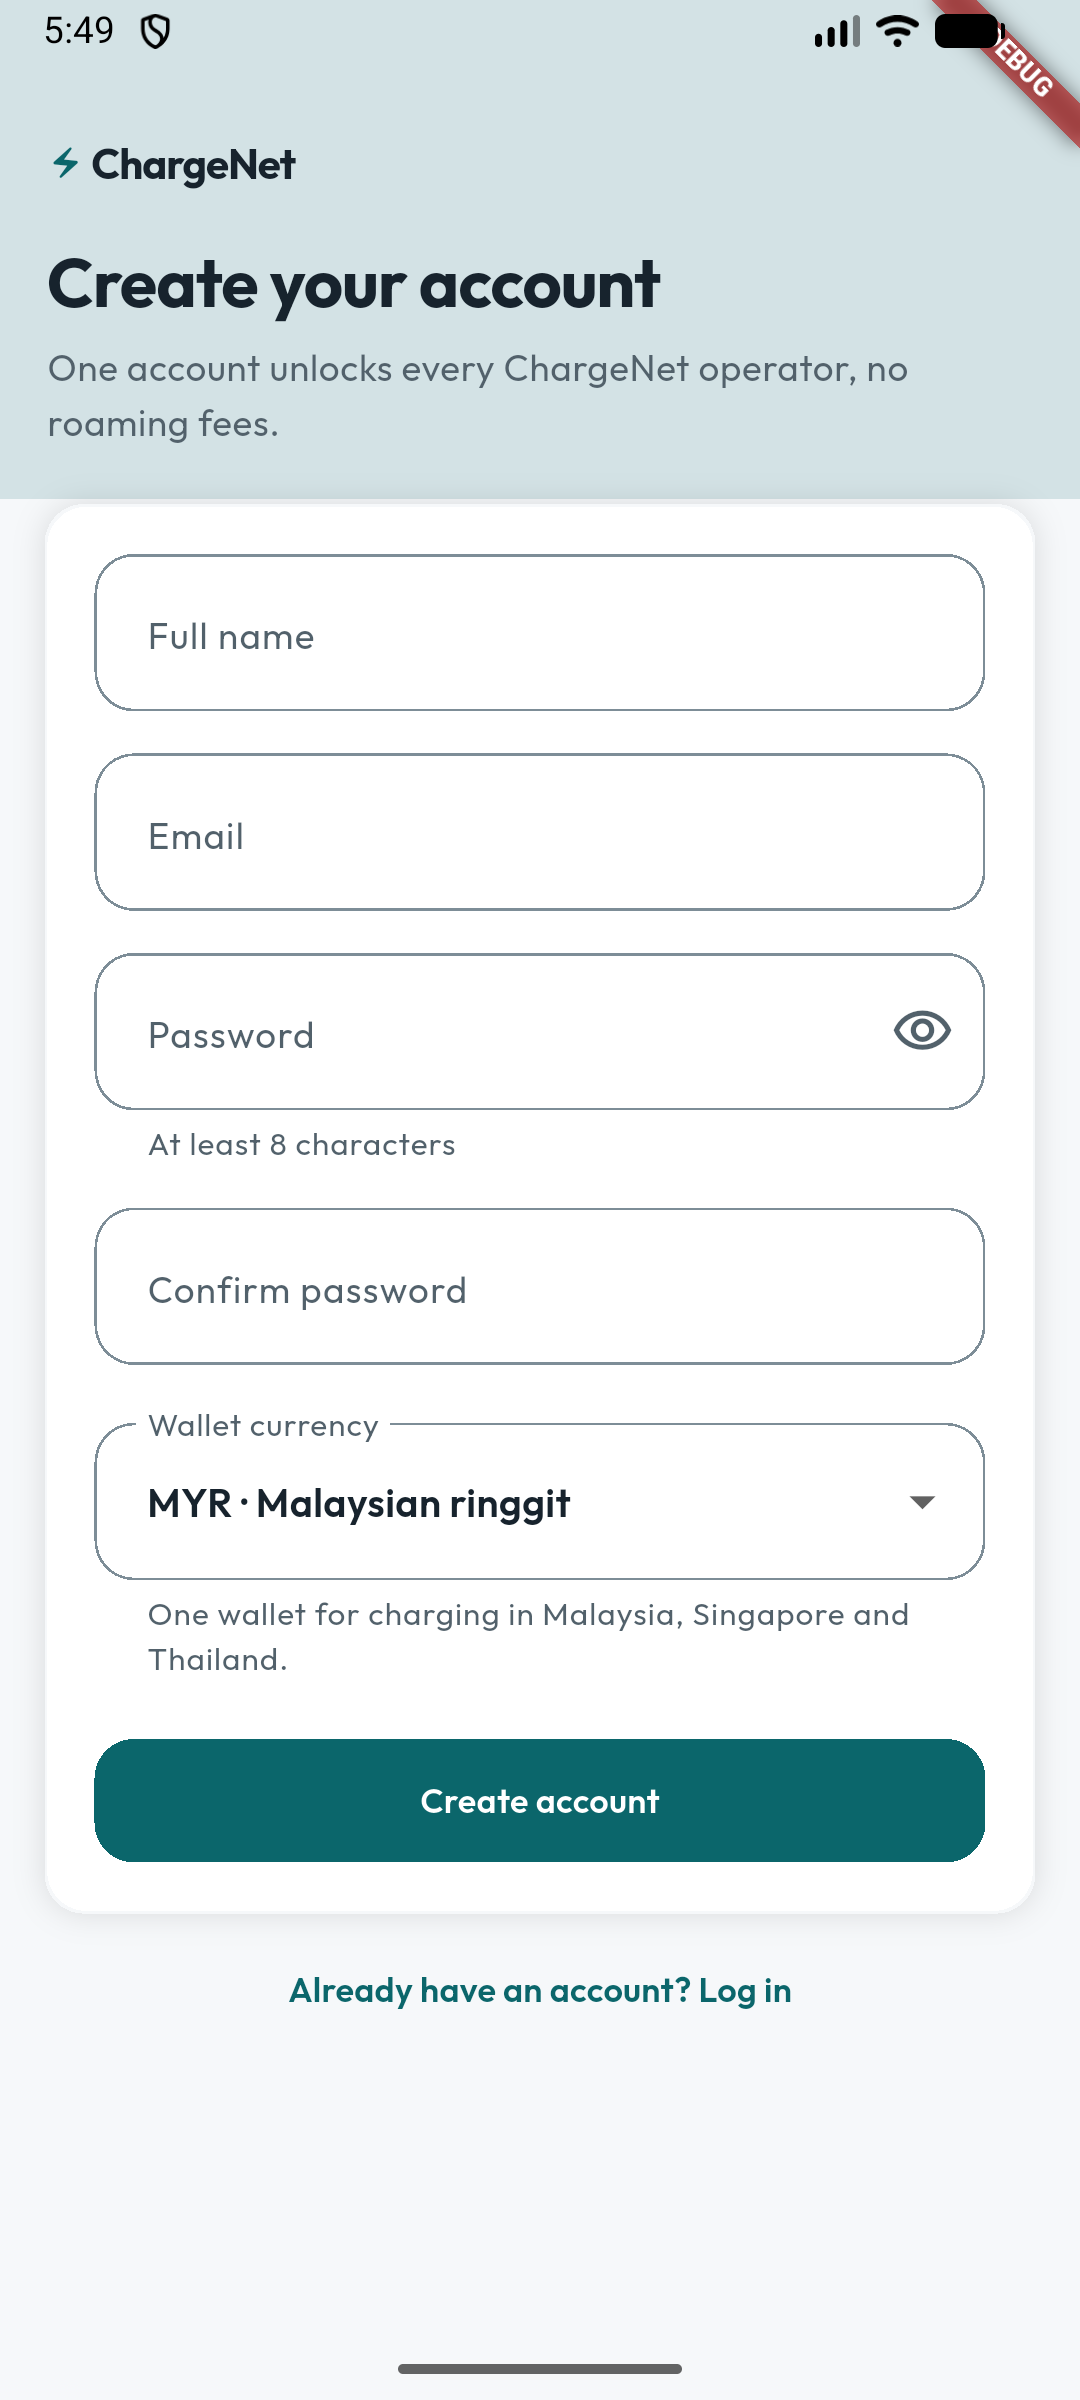 5:49
EBUG
ChargeNet
Create your account
One account unlocks every ChargeNet operator, no
roaming fees.
Full name
Email
Password
At least 8 characters
Confirm password
Wallet currency
MYR · Malaysian ringgit
One wallet for charging in Malaysia, Singapore and
Thailand.
Create account
Already have an account? Log in